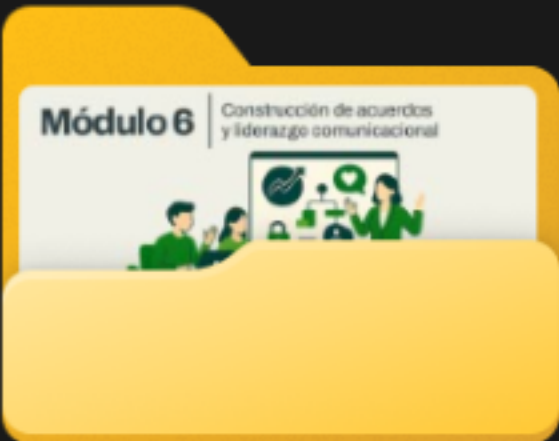 Módulo 6
Construcción de acuerdos
y liderazgo comunicacional